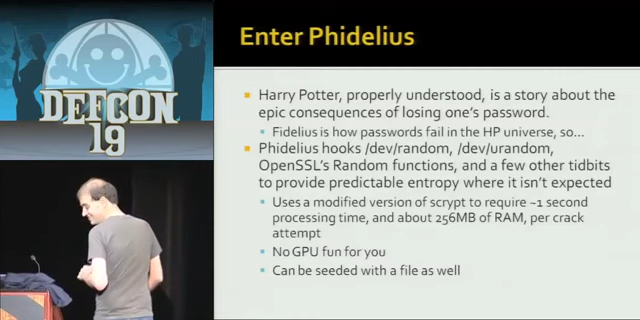 DEFCON
19
Enter Phidelius
Harry Potter, properly understood, is a story about the
epic consequences of losing one's password.
Fidelius is how passwords fail in the HP universe, so...
Phidelius hooks /dev/random, /dev/urandom,
OpenSSL's Random functions, and a few other tidbits
to provide predictable entropy where it isn't expected
Uses a modified version of scrypt to require ~1 second
processing time, and about 256MB of RAM, per crack
attempt
No GPU fun for you
Can be seeded with a file as well